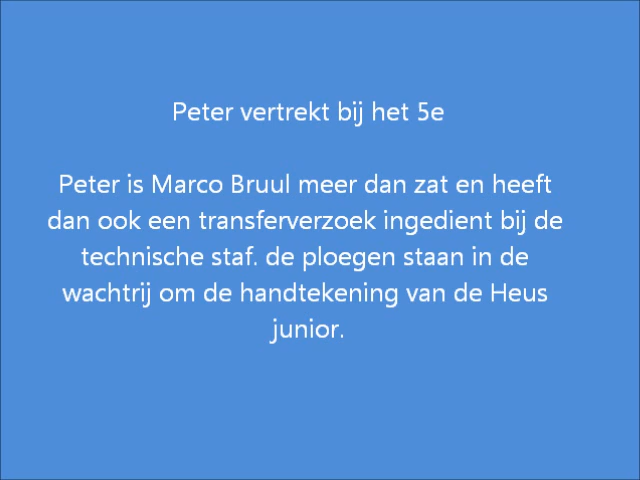 Peter vertrekt bij het 5e
Peter is Marco Bruul meer dan zat en heeft
dan ook een transferverzoek ingedient bij de
technische staf. de ploegen staan in de
wachtrij om de handtekening van de Heus
junior.